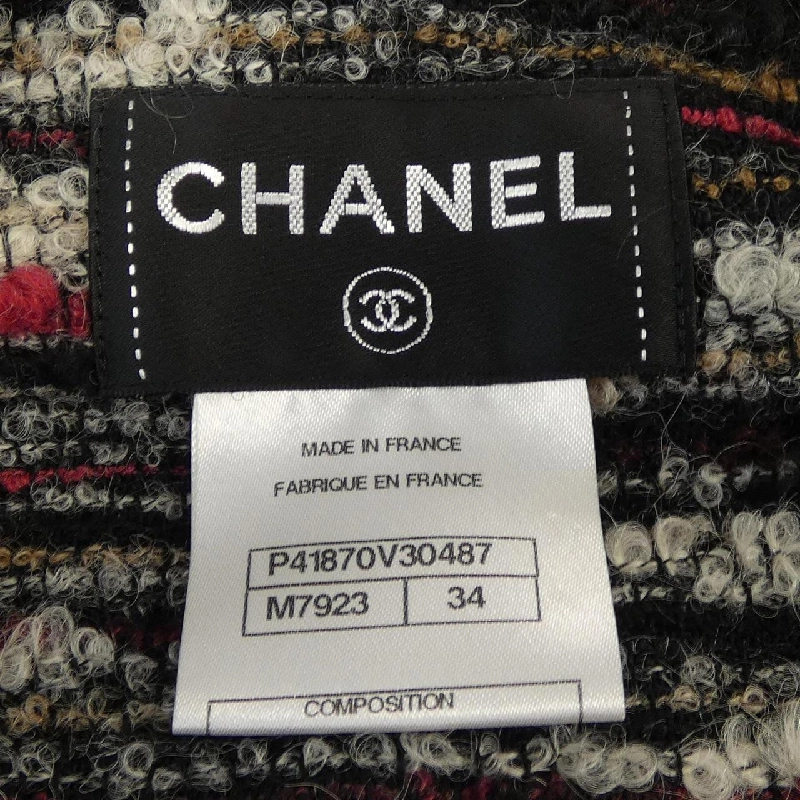 CHANEL
MADE IN FRANCE
FABRIQUE EN FRANCE
P41870V30487
M7923 34
COMPOSITION